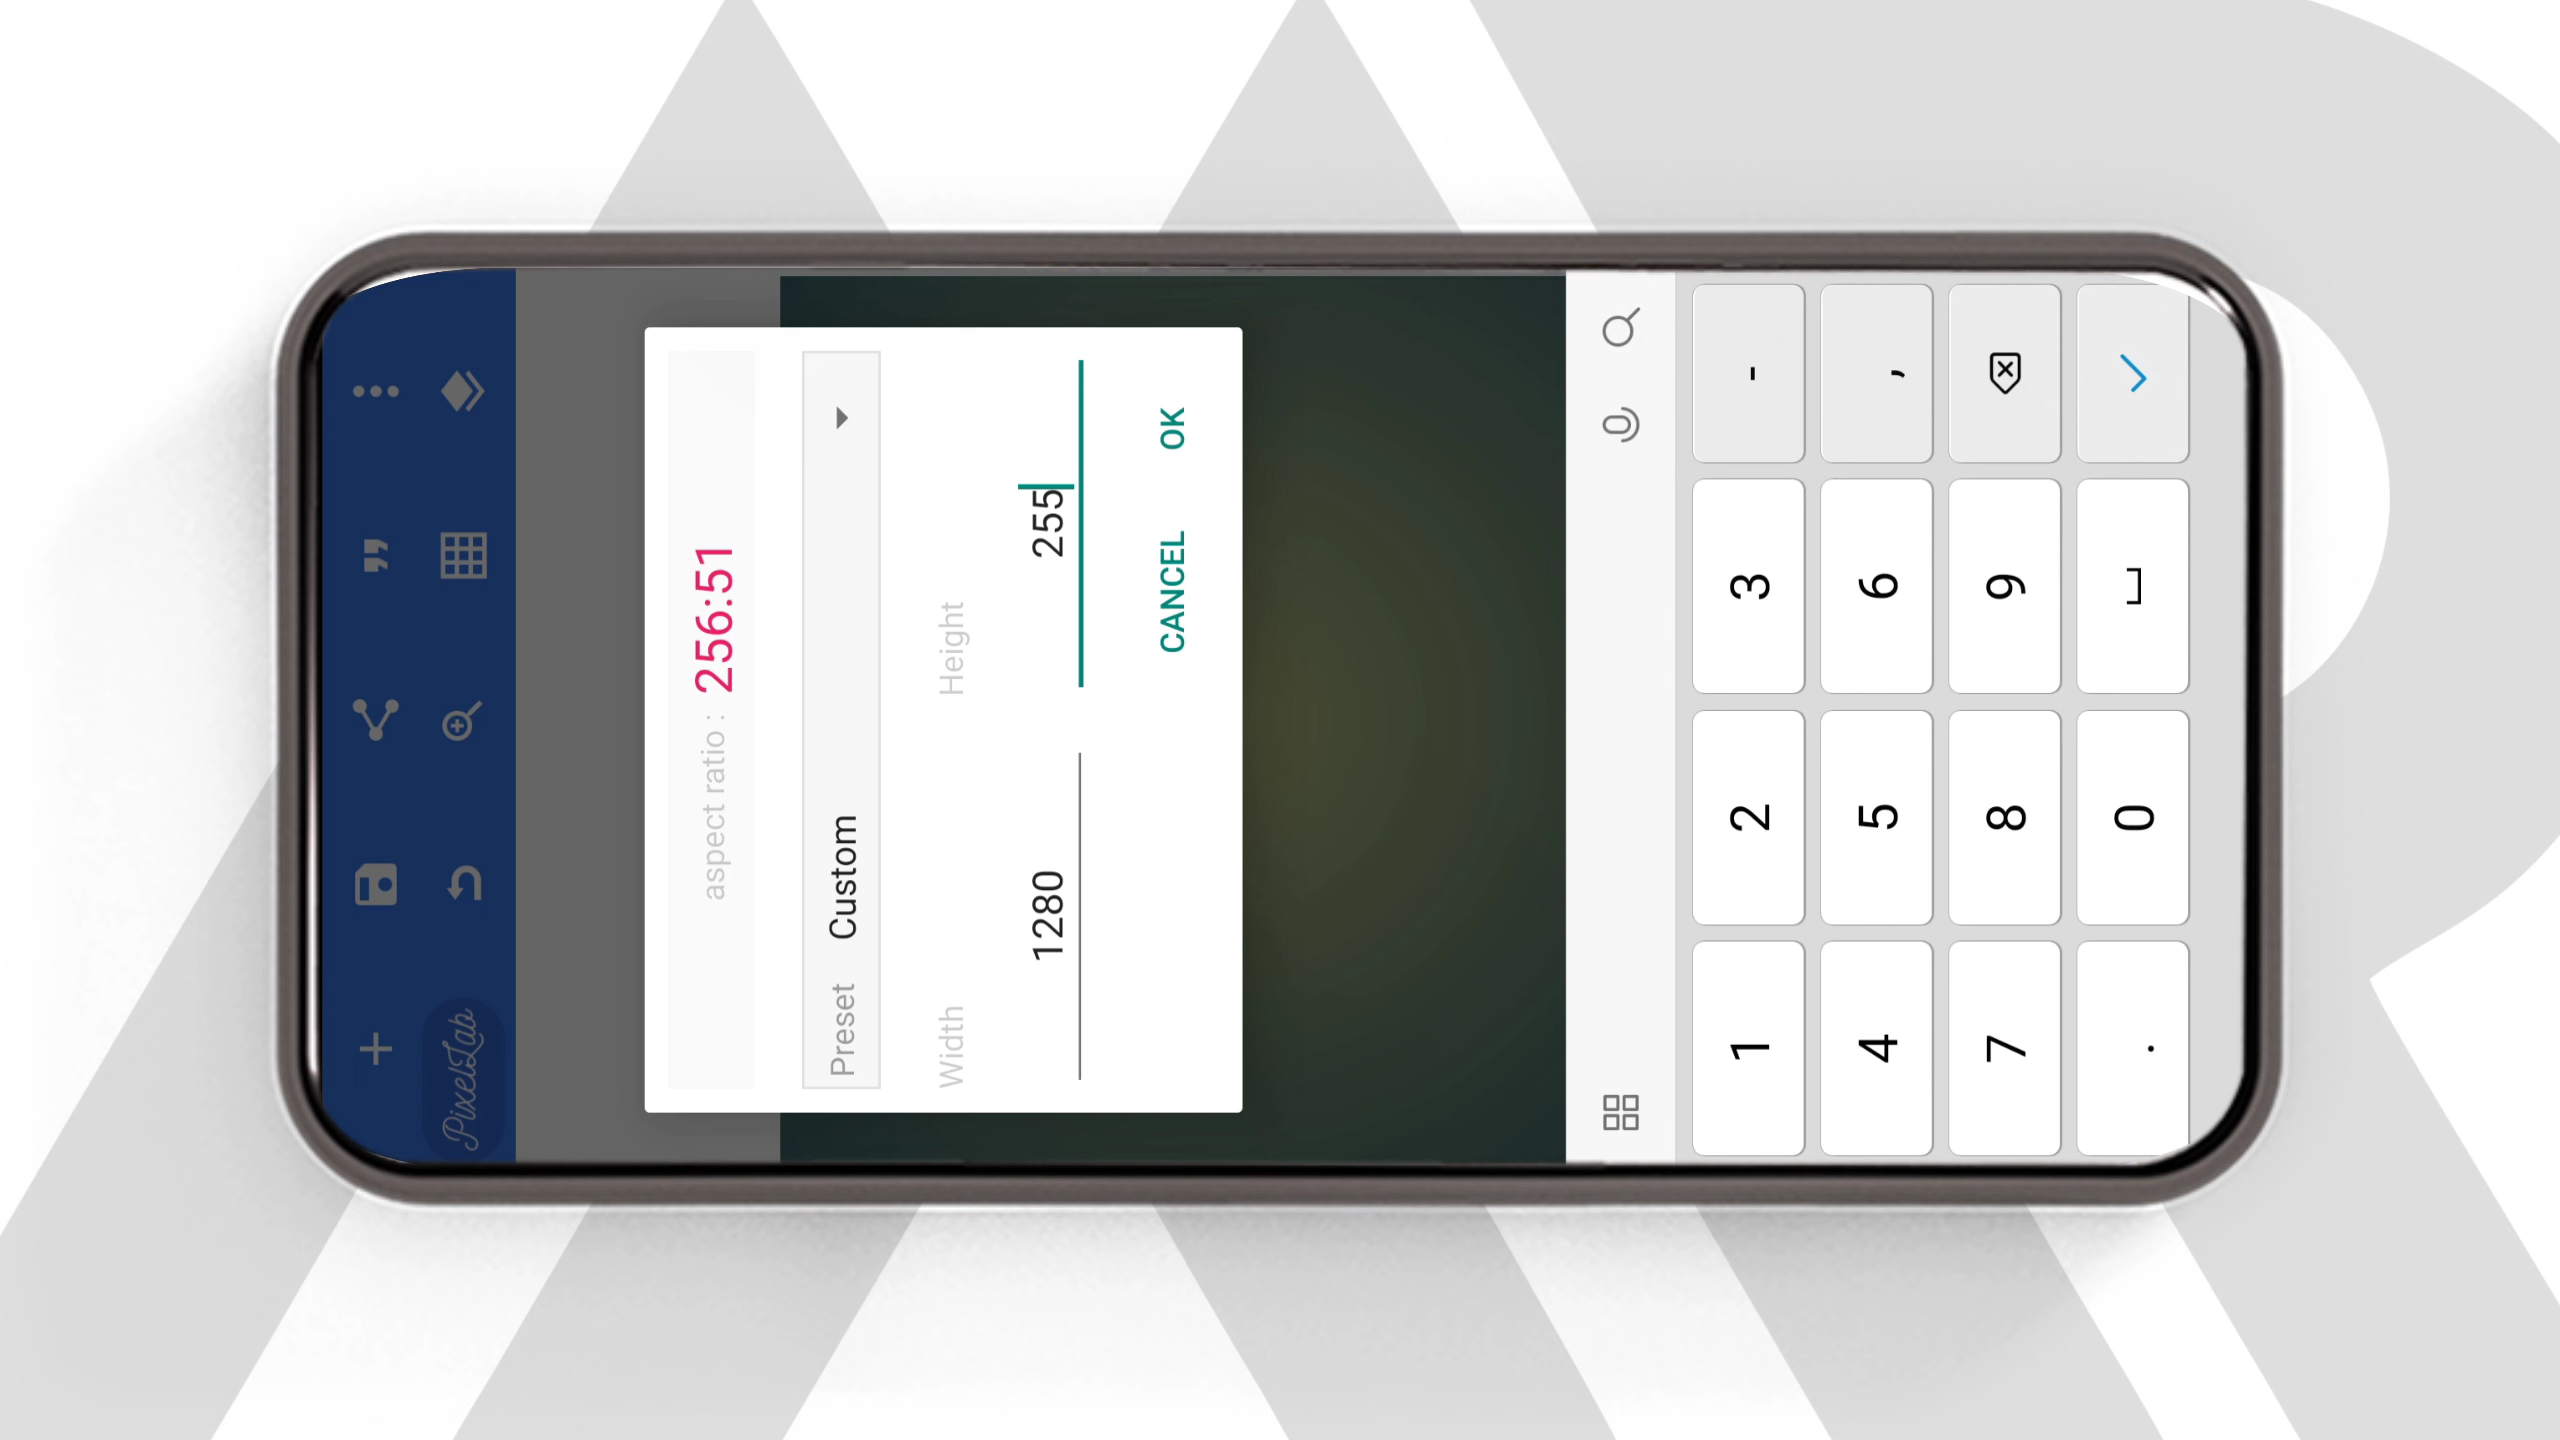 PixelLab
aspect ratio : 256:51
Preset Custom
Width Height
1280 255
CANCEL OK
1 2 3 -
4 5 6 ,
7 8 9
. 0